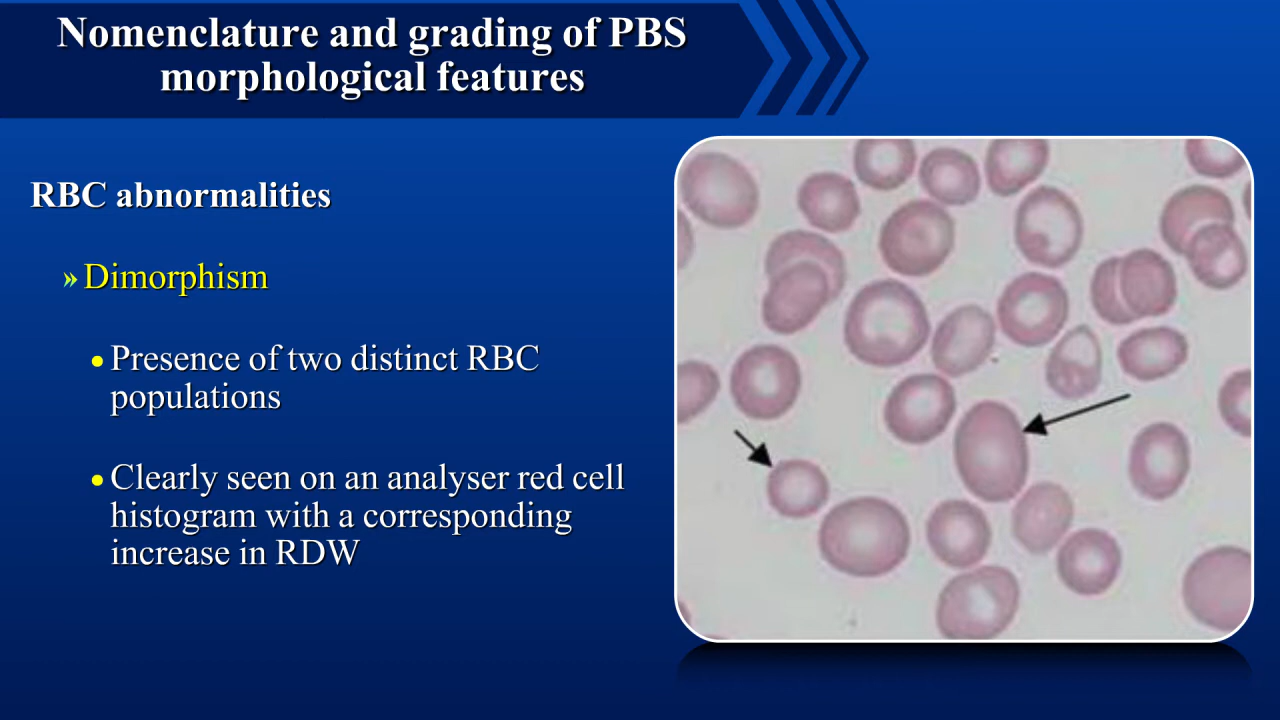 Nomenclature and grading of PBS
morphological features
RBC abnormalities
» Dimorphism
• Presence of two distinct RBC
populations
• Clearly seen on an analyser red cell
histogram with a corresponding
increase in RDW